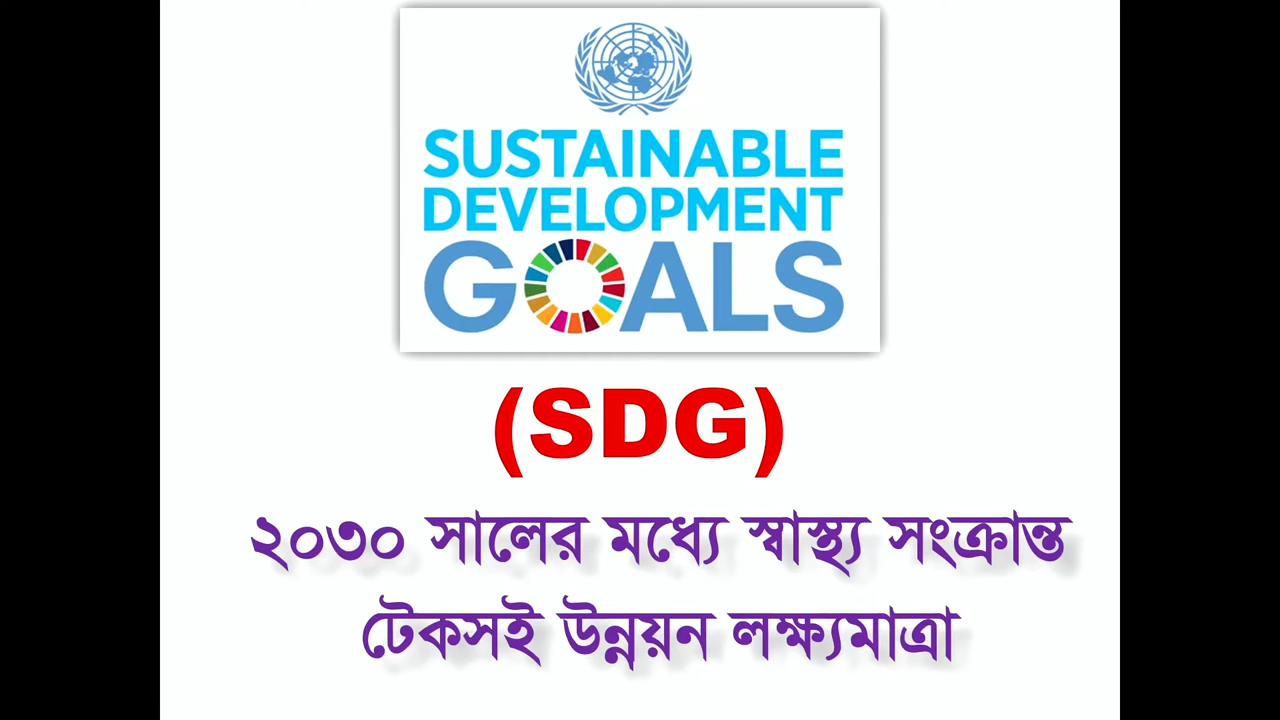 SUSTAINABLE
DEVELOPMENT
GOALS
(SDG)
২০৩০ সালের মধ্যে স্বাস্থ্য সংক্রান্ত
টেকসই উন্নয়ন লক্ষ্যমাত্রা